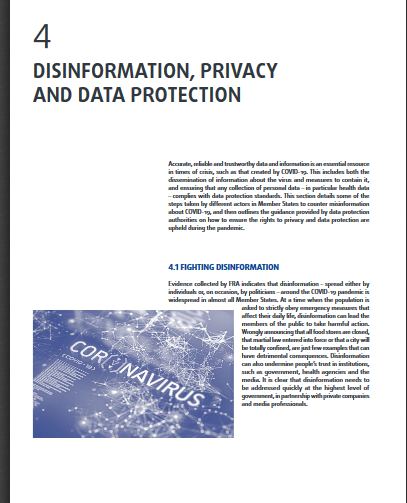 4
DISINFORMATION, PRIVACY
AND DATA PROTECTION
Accurate, reliable and trustworthy data and information is an essential resource
in times of crisis, such as that created by COVID-19. This includes both the
dissemination of information about the virus and measures to contain it,
and ensuring that any collection of personal data – in particular health data
– complies with data protection standards. This section details some of the
steps taken by different actors in Member States to counter misinformation
about COVID-19, and then outlines the guidance provided by data protection
authorities on how to ensure the rights to privacy and data protection are
upheld during the pandemic.
4.1 FIGHTING DISINFORMATION
Evidence collected by FRA indicates that disinformation – spread either by
individuals or, on occasion, by politicians – around the COVID-19 pandemic is
widespread in almost all Member States. At a time when the population is
asked to strictly obey emergency measures that
affect their daily life, disinformation can lead the
members of the public to take harmful action.
Wrongly announcing that all food stores are closed,
that martial law entered into force or that a city will
be totally confined, are just few examples that can
have detrimental consequences. Disinformation
can also undermine people's trust in institutions,
such as government, health agencies and the
media. It is clear that disinformation needs to
be addressed quickly at the highest level of
government, in partnership with private companies
and media professionals.
CORONAVIRUS